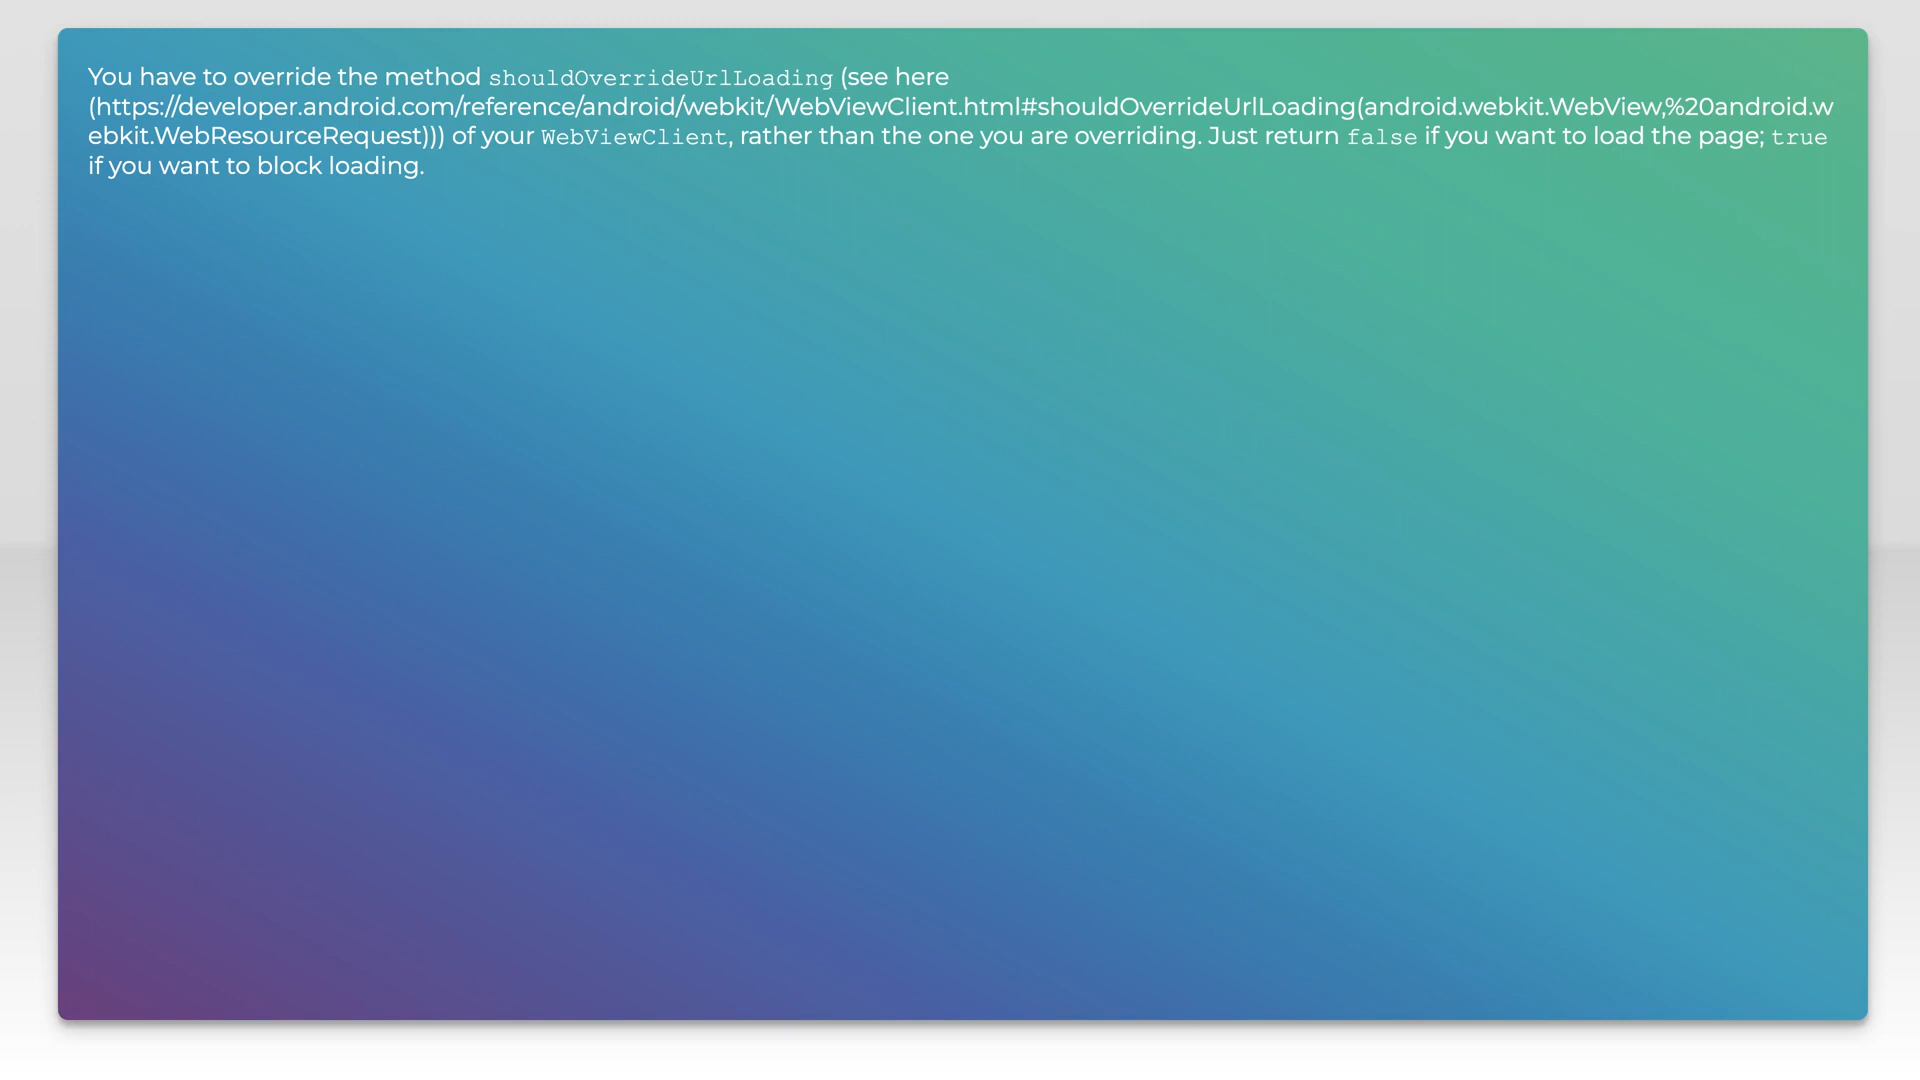 You have to override the method shouldOverrideUrlLoading (see here
(https://developer.android.com/reference/android/webkit/WebViewClient.html#shouldOverrideUrlLoading(android.webkit.WebView,%20android.w
ebkit.WebResourceRequest))) of your WebViewClient, rather than the one you are overriding. Just return false if you want to load the page; true
if you want to block loading.